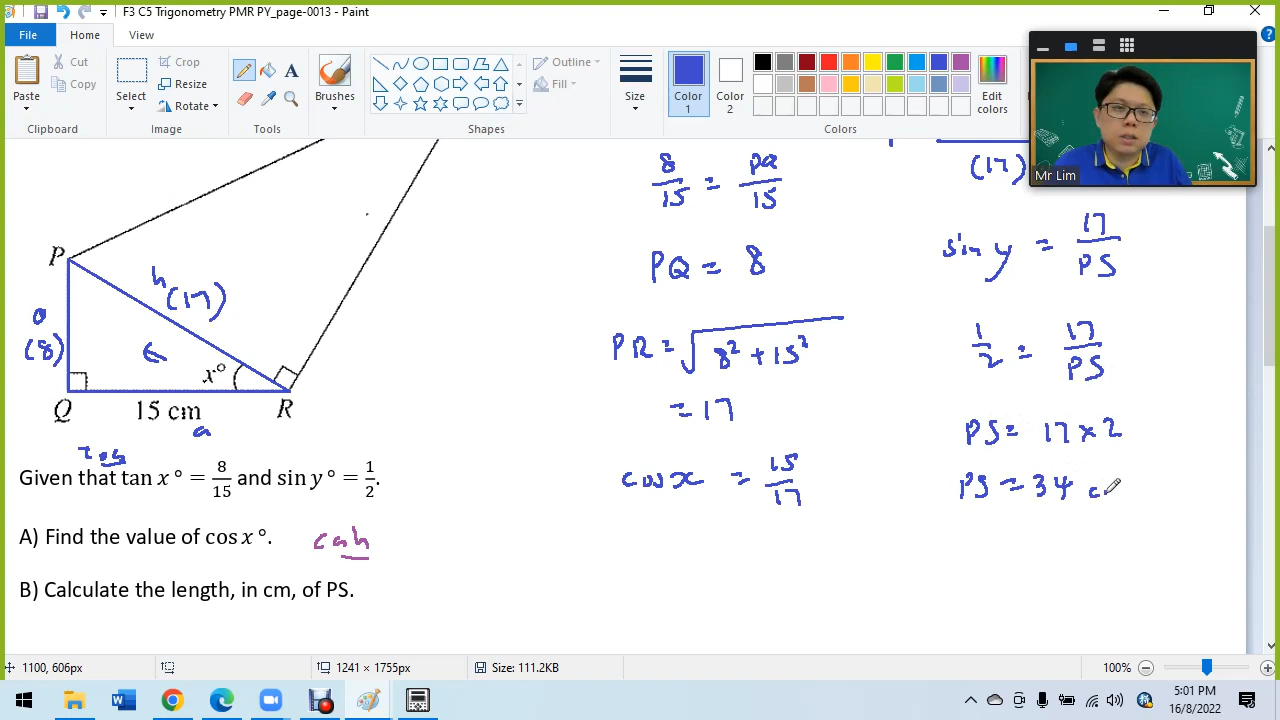 F3 C5 Trigonometry PMR PY_page-0013 - Paint
File Home View
Paste
Cut
Copy
Clipboard
Select
Crop
Resize
Rotate
Image
A
Tools
Brushes
Shapes
Outline
Fill
Size
Color 1
Color 2
Edit colors
Colors
Mr Lim
P
h
(17)
o
(8)
x°
Q
15 cm
R
a
8/15 = PQ/15
PQ = 8
PR = √8² + 15²
= 17
cos x = 15/17
(17)
sin y = 17/PS
1/2 = 17/PS
PS = 17 × 2
PS = 34 c
Given that tan x° = 8/15 and sin y° = 1/2.
A) Find the value of cos x°.
cah
B) Calculate the length, in cm, of PS.
1100, 606px
1241 × 1755px
Size: 111.2KB
100%
5:01 PM
16/8/2022